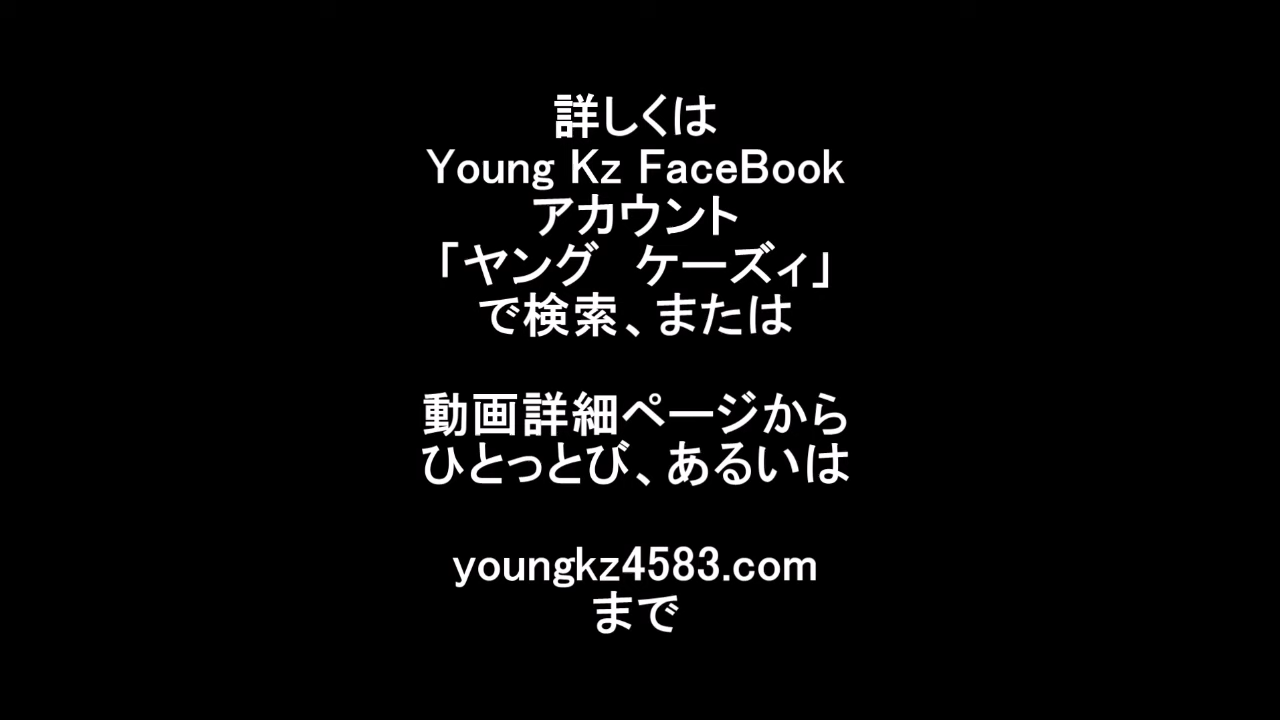 詳しくは
Young Kz FaceBook
アカウント
「ヤング　ケーズィ」
で検索、または
動画詳細ページから
ひとっとび、あるいは
youngkz4583.com
まで